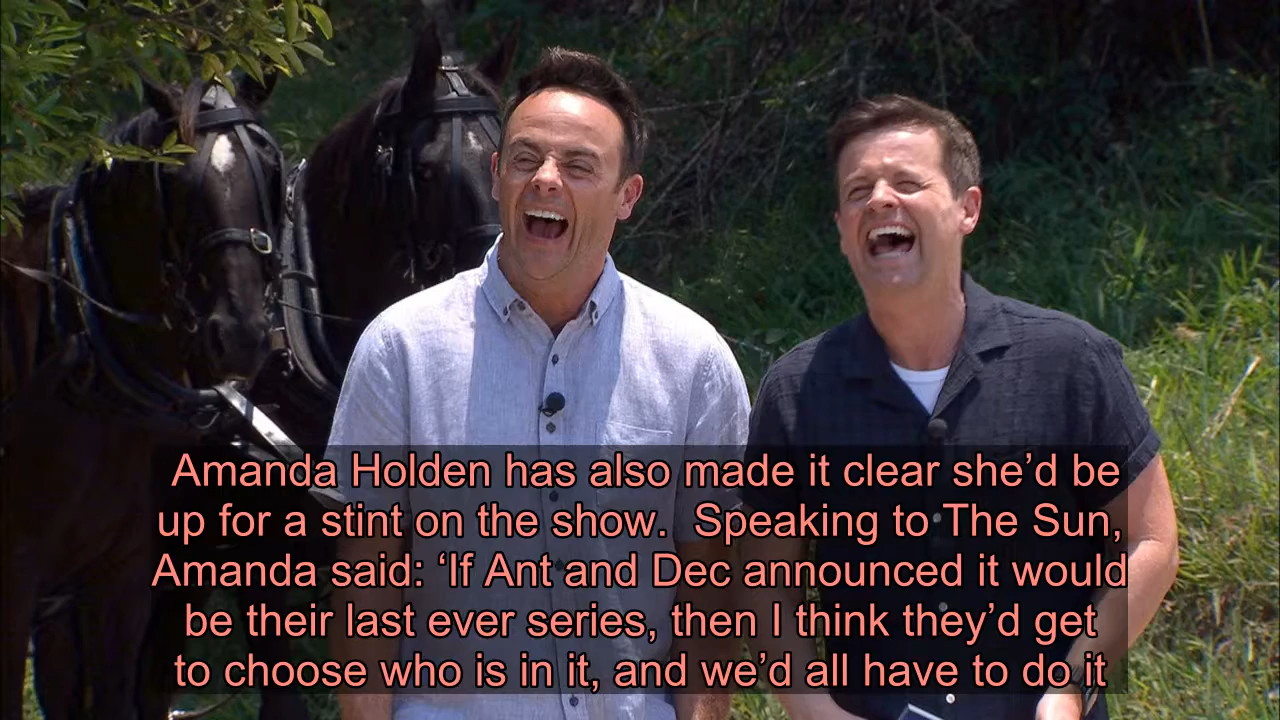 Amanda Holden has also made it clear she’d be
up for a stint on the show.  Speaking to The Sun,
Amanda said: ‘If Ant and Dec announced it would
be their last ever series, then I think they’d get
to choose who is in it, and we’d all have to do it